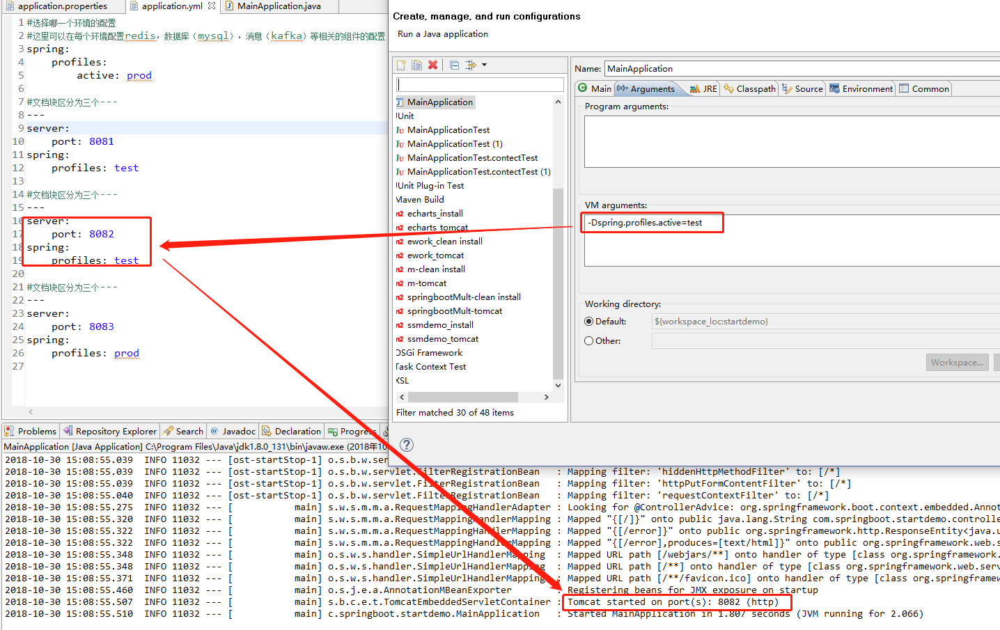 application.properties
application.yml
MainApplication.java
1 #选择哪一个环境的配置
2 #这里可以在每个环境配置redis，数据库（mysql），消息（kafka）等相关的组件的配置
3 spring:
4     profiles:
5         active: prod
6
7 #文档块区分为三个---
8 ---
9 server:
10     port: 8081
11 spring:
12     profiles: test
13
14 #文档块区分为三个---
15 ---
16 server:
17     port: 8082
18 spring:
19     profiles: test
20
21 #文档块区分为三个---
22 ---
23 server:
24     port: 8083
25 spring:
26     profiles: prod
27
Create, manage, and run configurations
Run a Java application
MainApplication
JUnit
MainApplicationTest
MainApplicationTest (1)
MainApplicationTest.contectTest
MainApplicationTest.contectTest (1)
JUnit Plug-in Test
Maven Build
echarts_install
echarts_tomcat
ework_clean install
ework_tomcat
m-clean install
m-tomcat
springbootMult-clean install
springbootMult-tomcat
ssmdemo_install
ssmdemo_tomcat
OSGi Framework
Task Context Test
XSL
Filter matched 30 of 48 items
Name: MainApplication
Main (x)= Arguments JRE Classpath Source Environment Common
Program arguments:
VM arguments:
-Dspring.profiles.active=test
Working directory:
Default: ${workspace_loc:startdemo}
Other:
Workspace...
Problems Repository Explorer Search @ Javadoc Declaration Progress
MainApplication [Java Application] C:\Program Files\Java\jdk1.8.0_131\bin\javaw.exe (2018年10
2018-10-30 15:08:55.039  INFO 11032 --- [ost-startStop-1] o.s.b.w.serv
2018-10-30 15:08:55.039  INFO 11032 --- [ost-startStop-1] o.s.b.w.servlet.FilterRegistrationBean   : Mapping filter: 'hiddenHttpMethodFilter' to: [/*]
2018-10-30 15:08:55.039  INFO 11032 --- [ost-startStop-1] o.s.b.w.servlet.FilterRegistrationBean   : Mapping filter: 'httpPutFormContentFilter' to: [/*]
2018-10-30 15:08:55.040  INFO 11032 --- [ost-startStop-1] o.s.b.w.servlet.FilterRegistrationBean   : Mapping filter: 'requestContextFilter' to: [/*]
2018-10-30 15:08:55.275  INFO 11032 --- [           main] s.w.s.m.m.a.RequestMappingHandlerAdapter : Looking for @ControllerAdvice: org.springframework.boot.context.embedded.Annot
2018-10-30 15:08:55.320  INFO 11032 --- [           main] s.w.s.m.m.a.RequestMappingHandlerMapping : Mapped "{[/]}" onto public java.lang.String com.springboot.startdemo.controlle
2018-10-30 15:08:55.322  INFO 11032 --- [           main] s.w.s.m.m.a.RequestMappingHandlerMapping : Mapped "{[/error]}" onto public org.springframework.http.ResponseEntity<java.u
2018-10-30 15:08:55.322  INFO 11032 --- [           main] s.w.s.m.m.a.RequestMappingHandlerMapping : Mapped "{[/error],produces=[text/html]}" onto public org.springframework.web.s
2018-10-30 15:08:55.348  INFO 11032 --- [           main] o.s.w.s.handler.SimpleUrlHandlerMapping  : Mapped URL path [/webjars/**] onto handler of type [class org.springframework.
2018-10-30 15:08:55.348  INFO 11032 --- [           main] o.s.w.s.handler.SimpleUrlHandlerMapping  : Mapped URL path [/**] onto handler of type [class org.springframework.web.serv
2018-10-30 15:08:55.371  INFO 11032 --- [           main] o.s.w.s.handler.SimpleUrlHandlerMapping  : Mapped URL path [/**/favicon.ico] onto handler of type [class org.springframew
2018-10-30 15:08:55.460  INFO 11032 --- [           main] o.s.j.e.a.AnnotationMBeanExporter        : Registering beans for JMX exposure on startup
2018-10-30 15:08:55.507  INFO 11032 --- [           main] s.b.c.e.t.TomcatEmbeddedServletContainer : Tomcat started on port(s): 8082 (http)
2018-10-30 15:08:55.510  INFO 11032 --- [           main] c.springboot.startdemo.MainApplication   : Started MainApplication in 1.807 seconds (JVM running for 2.066)